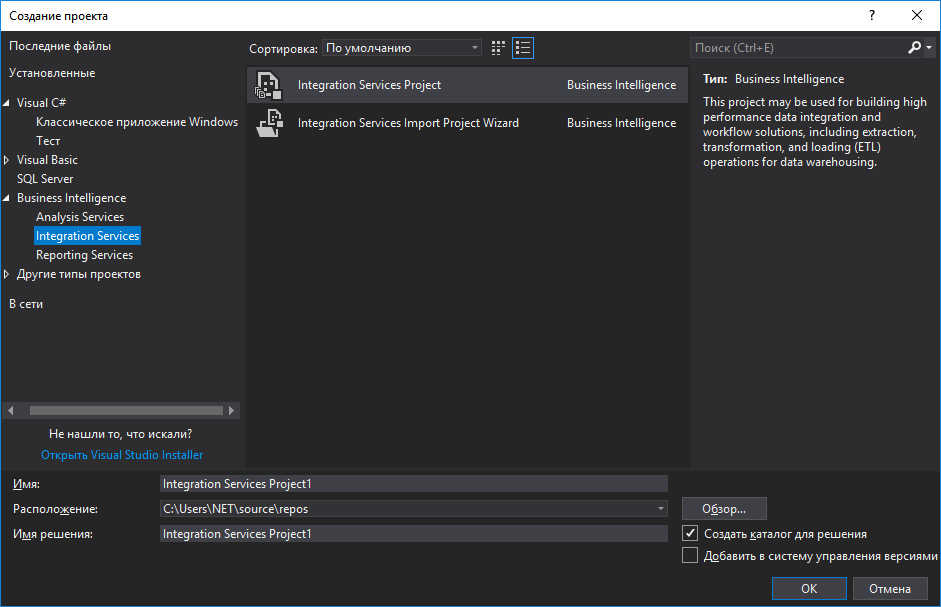 Создание проекта
?
Последние файлы
Установленные
Visual C#
Классическое приложение Windows
Тест
Visual Basic
SQL Server
Business Intelligence
Analysis Services
Integration Services
Reporting Services
Другие типы проектов
В сети
Не нашли то, что искали?
Открыть Visual Studio Installer
Сортировка: По умолчанию
Integration Services Project Business Intelligence
Integration Services Import Project Wizard Business Intelligence
Поиск (Ctrl+E)
Тип: Business Intelligence
This project may be used for building high
performance data integration and
workflow solutions, including extraction,
transformation, and loading (ETL)
operations for data warehousing.
Имя: Integration Services Project1
Расположение: C:\Users\NET\source\repos
Обзор...
Имя решения: Integration Services Project1
Создать каталог для решения
Добавить в систему управления версиями
ОК Отмена